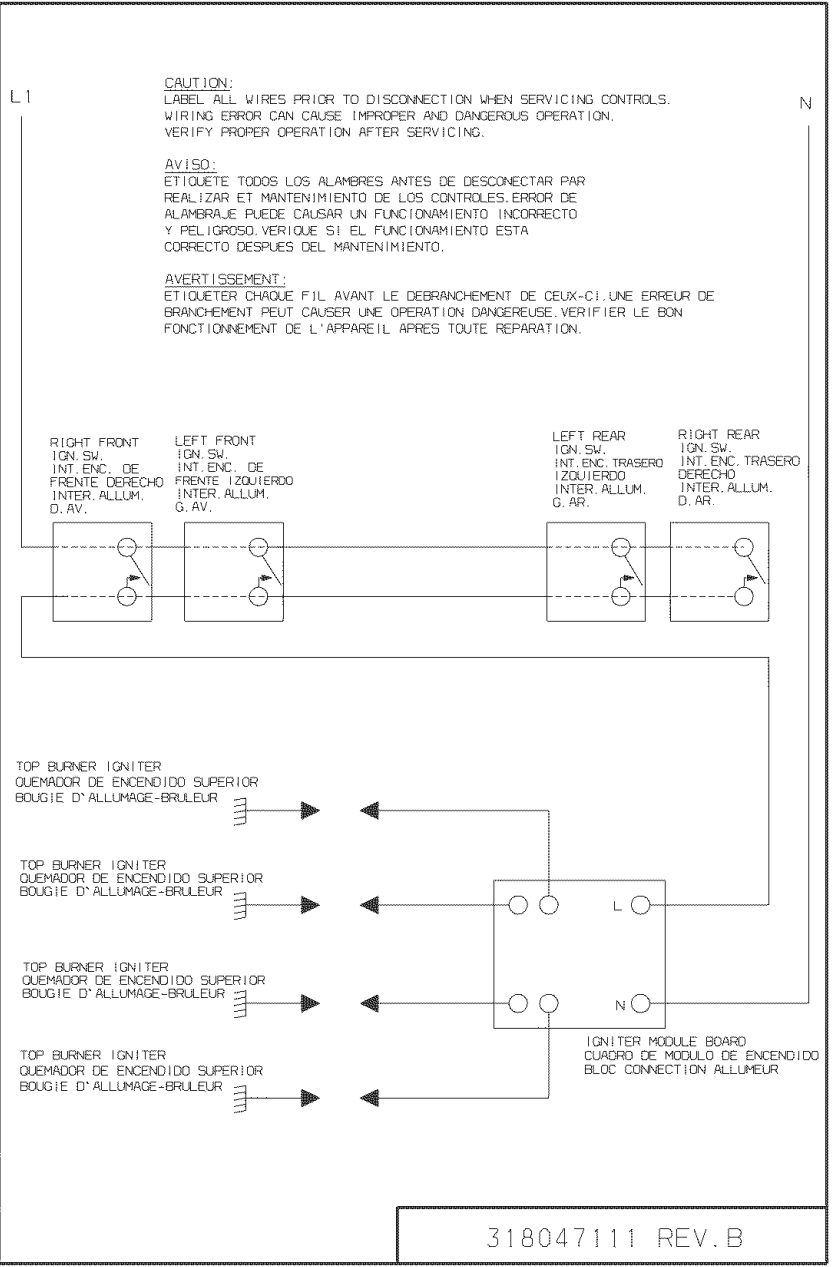 L1
N
CAUTION:
LABEL ALL WIRES PRIOR TO DISCONNECTION WHEN SERVICING CONTROLS.
WIRING ERROR CAN CAUSE IMPROPER AND DANGEROUS OPERATION.
VERIFY PROPER OPERATION AFTER SERVICING.
AVISO:
ETIQUETE TODOS LOS ALAMBRES ANTES DE DESCONECTAR PAR
REALIZAR ET MANTENIMIENTO DE LOS CONTROLES.ERROR DE
ALAMBRAJE PUEDE CAUSAR UN FUNCIONAMIENTO INCORRECTO
Y PELIGROSO.VERIQUE SI EL FUNCIONAMIENTO ESTA
CORRECTO DESPUES DEL MANTENIMIENTO.
AVERTISSEMENT:
ETIQUETER CHAQUE FIL AVANT LE DEBRANCHEMENT DE CEUX-CI.UNE ERREUR DE
BRANCHEMENT PEUT CAUSER UNE OPERATION DANGEREUSE.VERIFIER LE BON
FONCTIONNEMENT DE L'APPAREIL APRES TOUTE REPARATION.
RIGHT FRONT
IGN.SW.
INT.ENC. DE
FRENTE DERECHO
INTER.ALLUM.
D.AV.
LEFT FRONT
IGN.SW.
INT.ENC. DE
FRENTE IZQUIERDO
INTER.ALLUM.
G.AV.
LEFT REAR
IGN.SW.
INT.ENC.TRASERO
IZQUIERDO
INTER.ALLUM.
G.AR.
RIGHT REAR
IGN.SW.
INT.ENC.TRASERO
DERECHO
INTER.ALLUM.
D.AR.
TOP BURNER IGNITER
QUEMADOR DE ENCENDIDO SUPERIOR
BOUGIE D'ALLUMAGE-BRULEUR
TOP BURNER IGNITER
QUEMADOR DE ENCENDIDO SUPERIOR
BOUGIE D'ALLUMAGE-BRULEUR
L
TOP BURNER IGNITER
QUEMADOR DE ENCENDIDO SUPERIOR
BOUGIE D'ALLUMAGE-BRULEUR
N
IGNITER MODULE BOARD
CUADRO DE MODULO DE ENCENDIDO
BLOC CONNECTION ALLUMEUR
TOP BURNER IGNITER
QUEMADOR DE ENCENDIDO SUPERIOR
BOUGIE D'ALLUMAGE-BRULEUR
318047111 REV.B